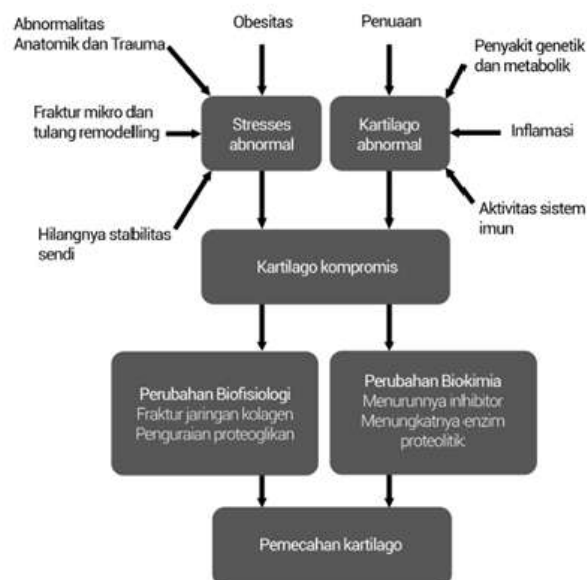 Abnormalitas
Anatomik dan Trauma
Obesitas
Penuaan
Penyakit genetik
dan metabolik
Fraktur mikro dan
tulang remodelling
Stresses
abnormal
Kartilago
abnormal
Inflamasi
Hilangnya stabilitas
sendi
Aktivitas sistem
imun
Kartilago kompromis
Perubahan Biofisiologi
Fraktur jaringan kolagen
Penguraian proteoglikan
Perubahan Biokimia
Menurunnya inhibitor
Menungkatnya enzim
proteolitik
Pemecahan kartilago